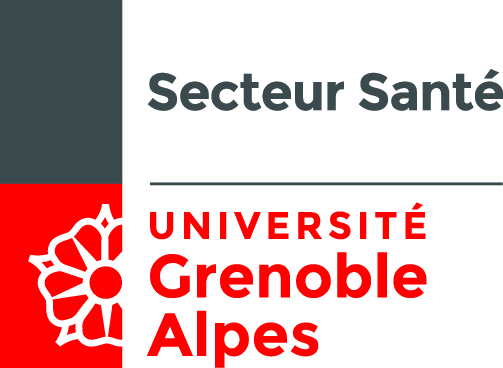 Secteur Santé
UNIVERSITÉ
Grenoble
Alpes